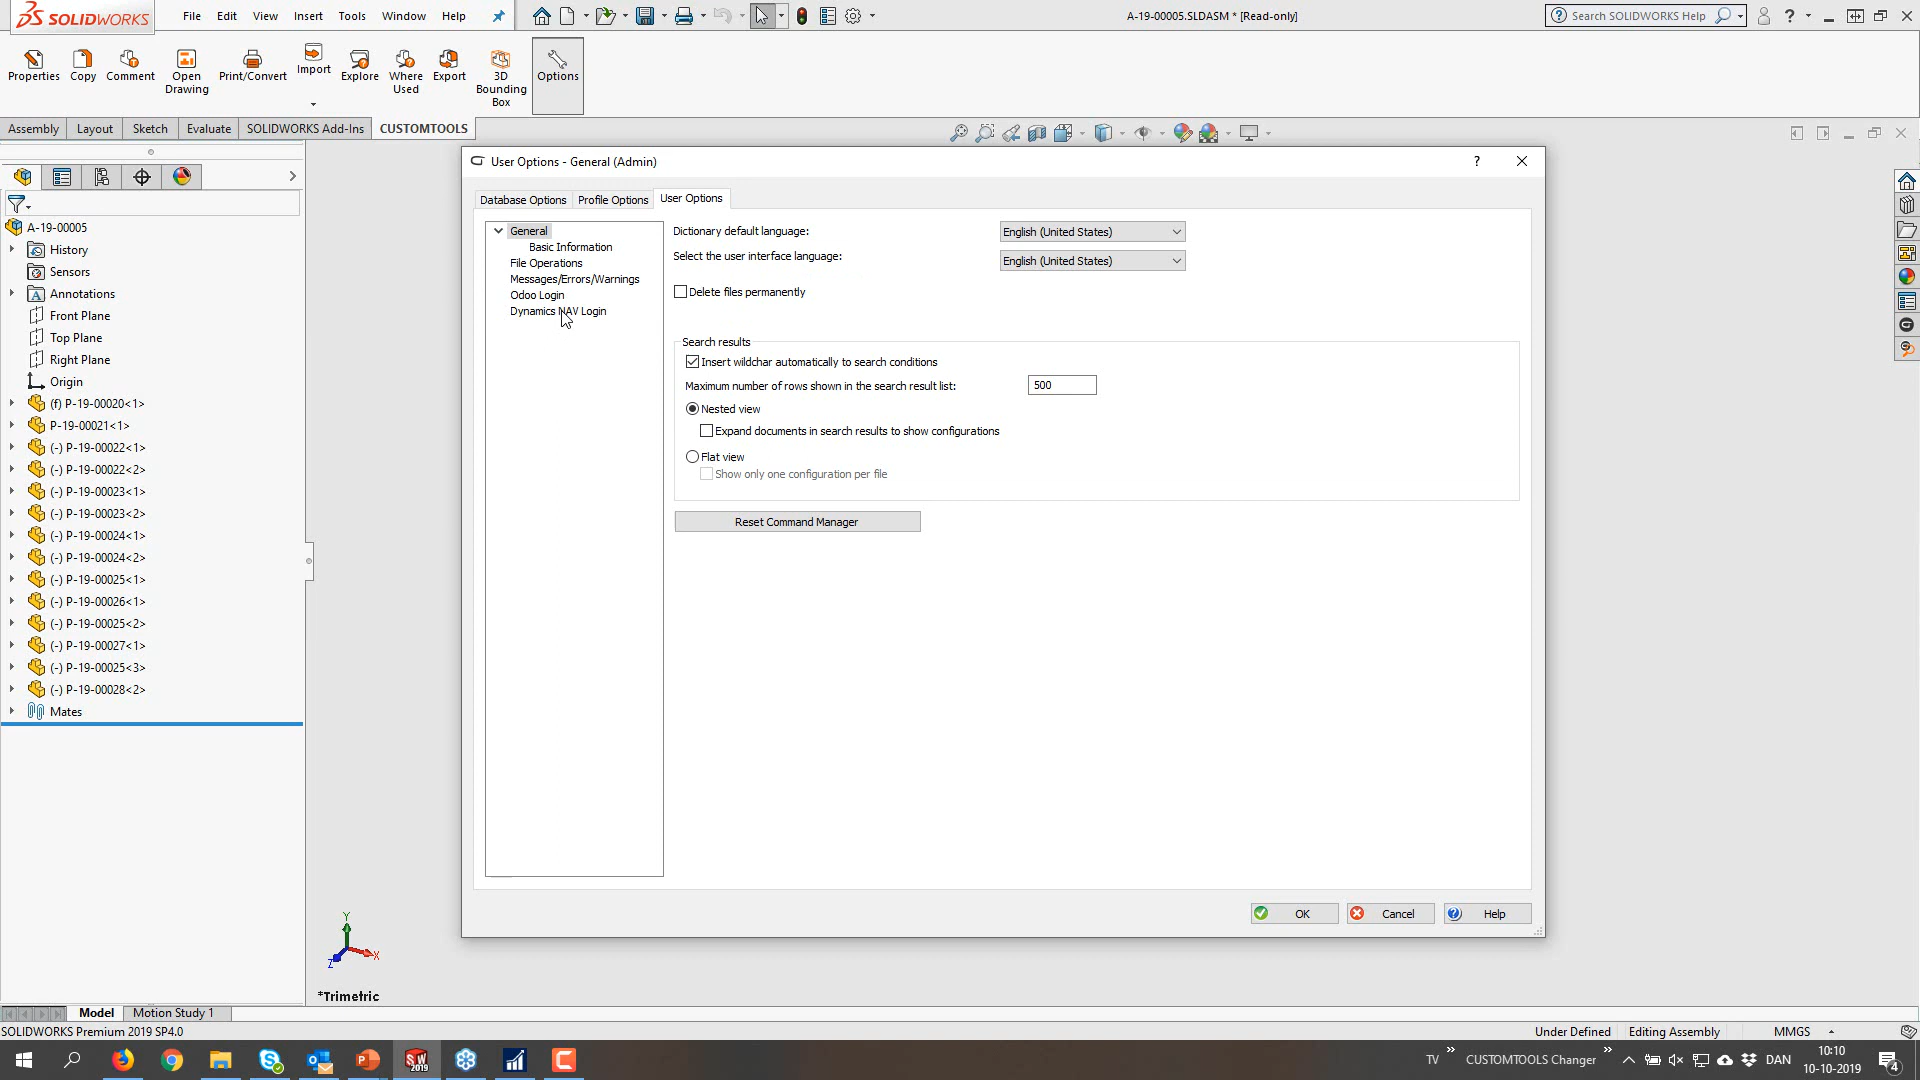 SOLIDWORKS File Edit View Insert Tools Window Help A-19-00005.SLDASM * [Read-only] Search SOLIDWORKS Help
Properties Copy Comment Open Drawing Print/Convert Import Explore Where Used Export 3D Bounding Box Options
Assembly Layout Sketch Evaluate SOLIDWORKS Add-Ins CUSTOMTOOLS
A-19-00005
History
Sensors
Annotations
Front Plane
Top Plane
Right Plane
Origin
(f) P-19-00020<1>
P-19-00021<1>
(-) P-19-00022<1>
(-) P-19-00022<2>
(-) P-19-00023<1>
(-) P-19-00023<2>
(-) P-19-00024<1>
(-) P-19-00024<2>
(-) P-19-00025<1>
(-) P-19-00026<1>
(-) P-19-00025<2>
(-) P-19-00027<1>
(-) P-19-00025<3>
(-) P-19-00028<2>
Mates
User Options - General (Admin)
Database Options Profile Options User Options
General
Basic Information
File Operations
Messages/Errors/Warnings
Odoo Login
Dynamics NAV Login
Dictionary default language: English (United States)
Select the user interface language: English (United States)
Delete files permanently
Search results
Insert wildchar automatically to search conditions
Maximum number of rows shown in the search result list: 500
Nested view
Expand documents in search results to show configurations
Flat view
Show only one configuration per file
Reset Command Manager
OK Cancel Help
Y
X
Z
*Trimetric
Model Motion Study 1
SOLIDWORKS Premium 2019 SP4.0 Under Defined Editing Assembly MMGS
TV CUSTOMTOOLS Changer DAN 10:10
10-10-2019 4